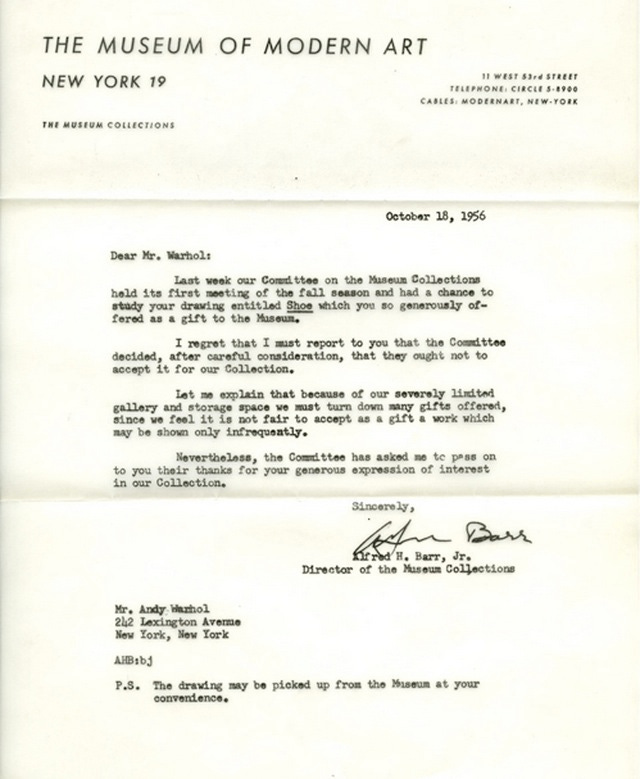 THE MUSEUM OF MODERN ART
NEW YORK 19
11 WEST 53rd STREET
TELEPHONE: CIRCLE 5-8900
CABLES: MODERNART, NEW-YORK
THE MUSEUM COLLECTIONS
October 18, 1956
Dear Mr. Warhol:
Last week our Committee on the Museum Collections
held its first meeting of the fall season and had a chance to
study your drawing entitled Shoe which you so generously of-
fered as a gift to the Museum.
I regret that I must report to you that the Committee
decided, after careful consideration, that they ought not to
accept it for our Collection.
Let me explain that because of our severely limited
gallery and storage space we must turn down many gifts offered,
since we feel it is not fair to accept as a gift a work which
may be shown only infrequently.
Nevertheless, the Committee has asked me to pass on
to you their thanks for your generous expression of interest
in our Collection.
Sincerely,
Barr
Alfred H. Barr, Jr.
Director of the Museum Collections
Mr. Andy Warhol
242 Lexington Avenue
New York, New York
AHB:bj
P.S. The drawing may be picked up from the Museum at your
convenience.